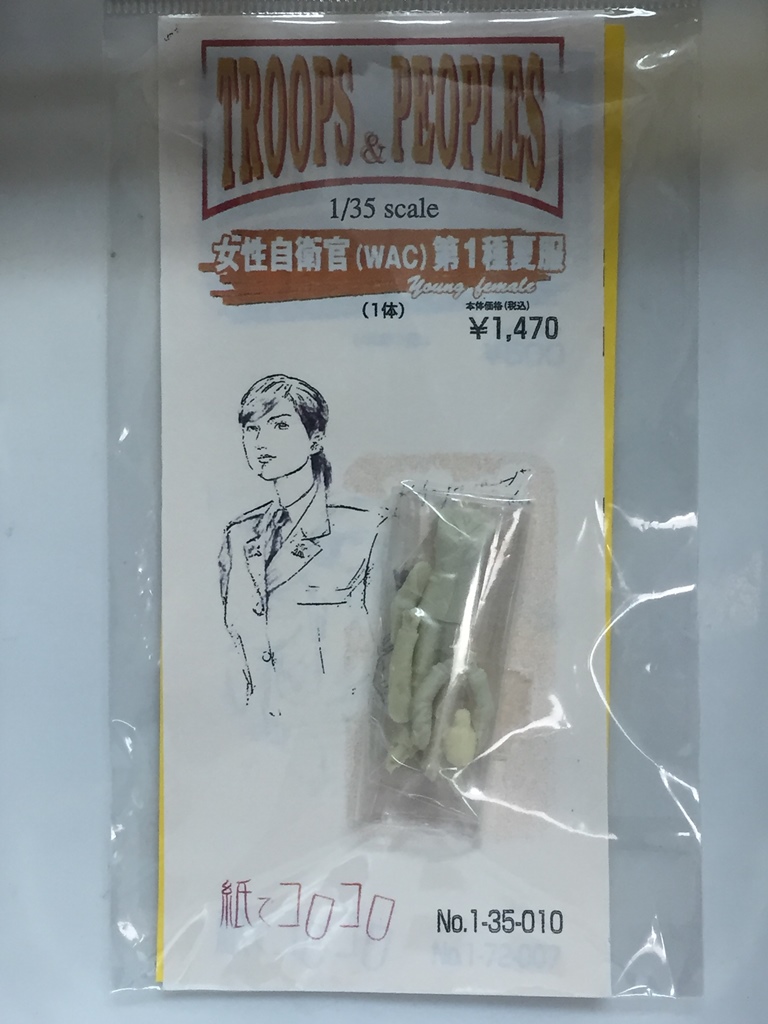 TROOPS & PEOPLES
1/35 scale
女性自衛官(WAC)第1種夏服
Young female
(1体)
本体価格(税込)
¥1,470
紙でコロコロ
No.1-35-010